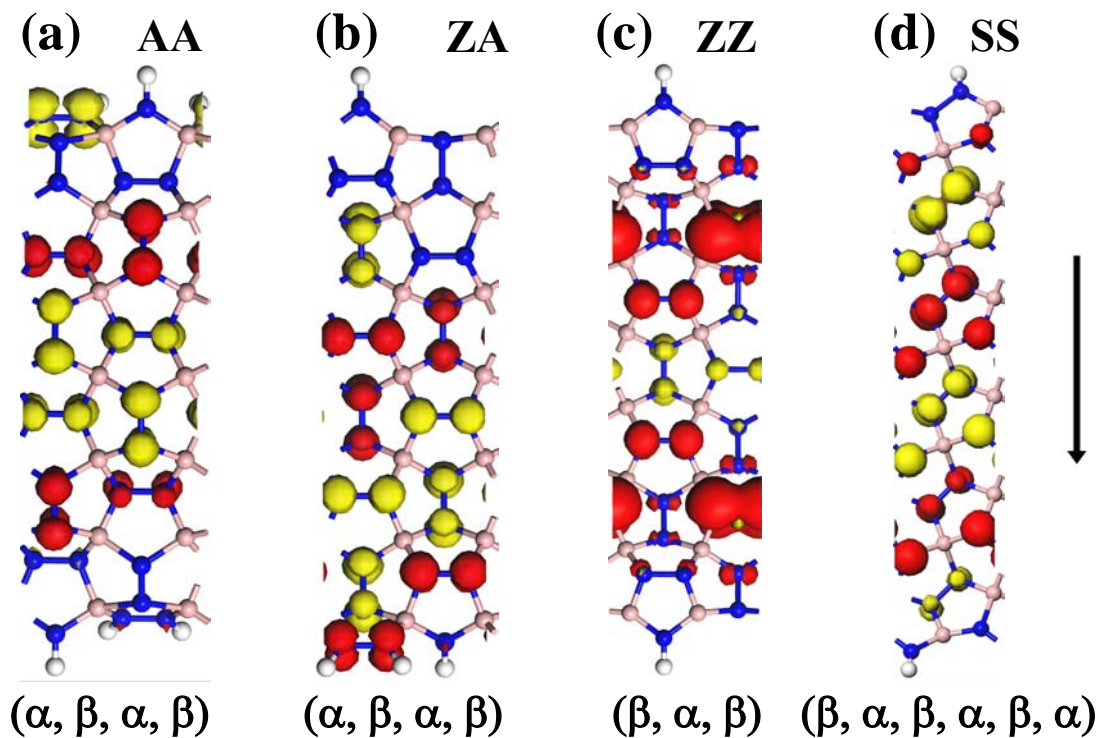 (a) AA (b) ZA (c) ZZ (d) SS
(α, β, α, β) (α, β, α, β) (β, α, β) (β, α, β, α, β, α)